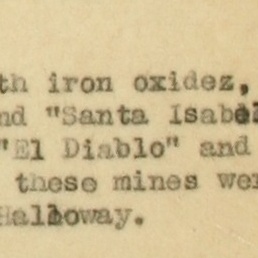 th iron oxidez,
nd "Santa Isabel
"El Diablo" and
these mines wer
Halloway.